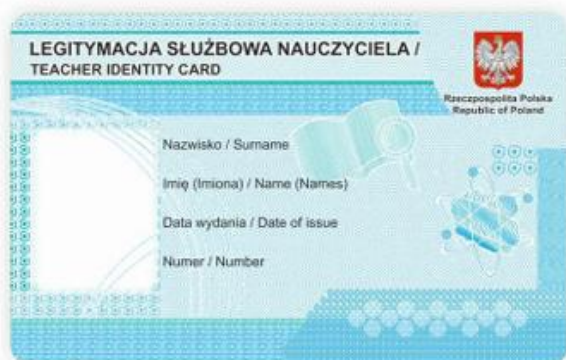 LEGITYMACJA SŁUŻBOWA NAUCZYCIELA /
TEACHER IDENTITY CARD
Rzeczpospolita Polska
Republic of Poland
Nazwisko / Surname
Imię (Imiona) / Name (Names)
Data wydania / Date of issue
Numer / Number